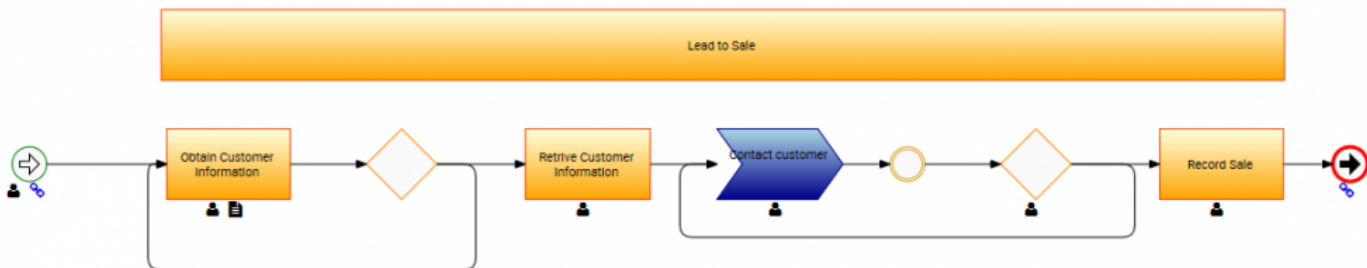 Lead to Sale
Obtain Customer
Information
Retrive Customer
Information
Contact customer
Record Sale